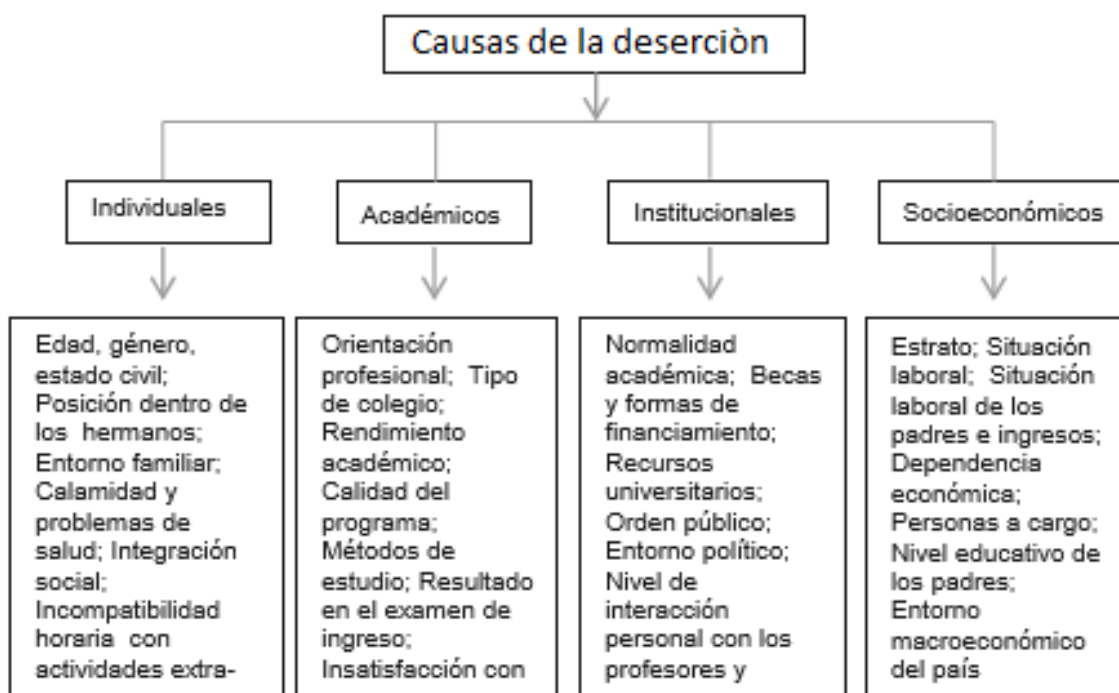 Causas de la deserciòn
Individuales
Académicos
Institucionales
Socioeconómicos
Edad, género,
estado civil;
Posición dentro de
los hermanos;
Entorno familiar;
Calamidad y
problemas de
salud; Integración
social;
Incompatibilidad
horaria con
actividades extra-
Orientación
profesional; Tipo
de colegio;
Rendimiento
académico;
Calidad del
programa;
Métodos de
estudio; Resultado
en el examen de
ingreso;
Insatisfacción con
Normalidad
académica; Becas
y formas de
financiamiento;
Recursos
universitarios;
Orden público;
Entorno político;
Nivel de
interacción
personal con los
profesores y
Estrato; Situación
laboral; Situación
laboral de los
padres e ingresos;
Dependencia
económica;
Personas a cargo;
Nivel educativo de
los padres;
Entorno
macroeconómico
del país